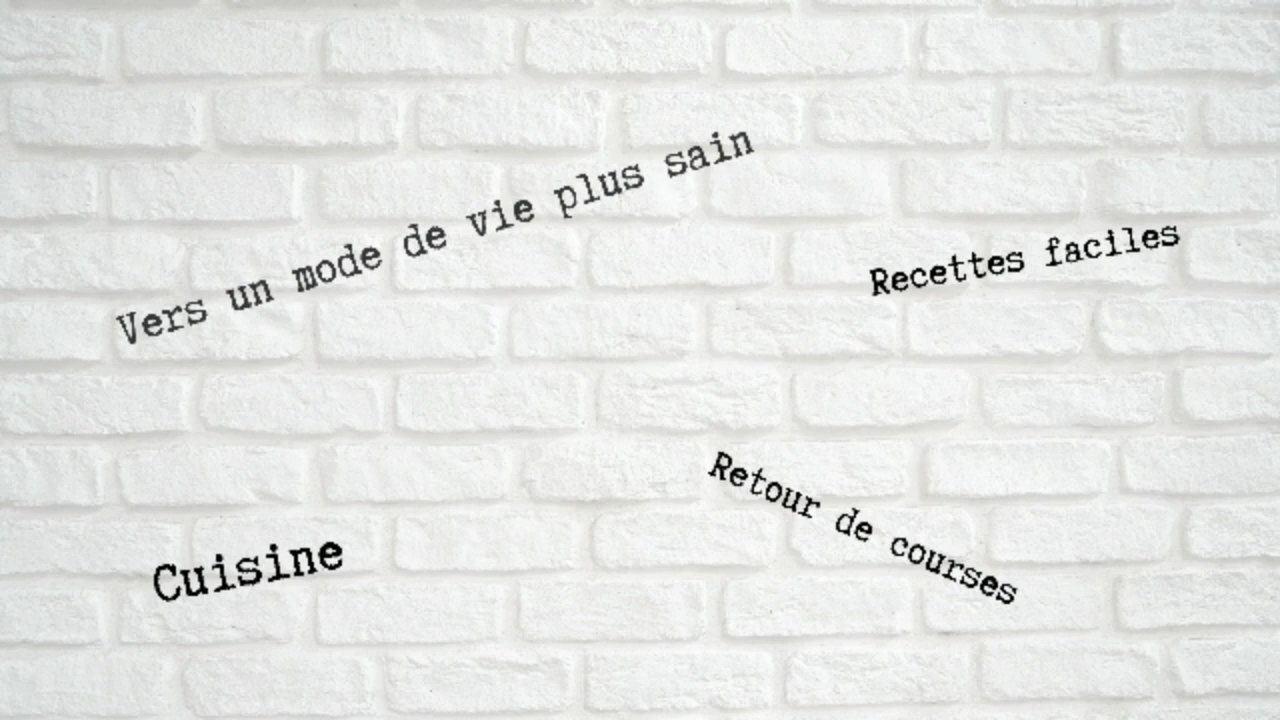 Vers un mode de vie plus sain
Recettes faciles
Retour de courses
Cuisine